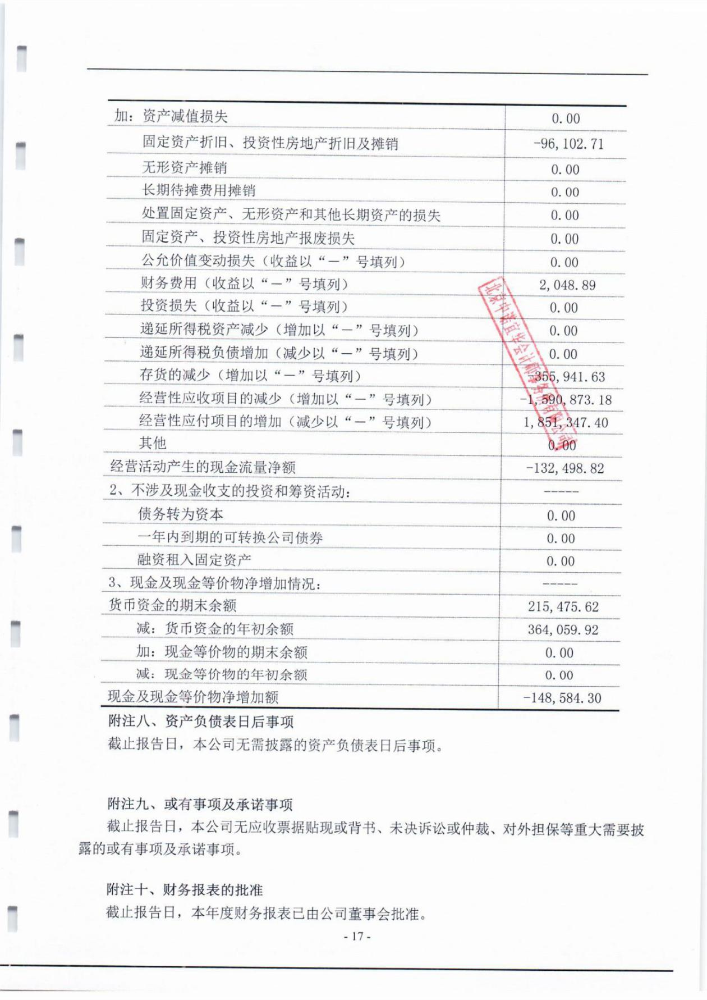 加：资产减值损失 0.00
固定资产折旧、投资性房地产折旧及摊销 -96,102.71
无形资产摊销 0.00
长期待摊费用摊销 0.00
处置固定资产、无形资产和其他长期资产的损失 0.00
固定资产、投资性房地产报废损失 0.00
公允价值变动损失（收益以“－”号填列） 0.00
财务费用（收益以“－”号填列） 2,048.89
投资损失（收益以“－”号填列） 0.00
递延所得税资产减少（增加以“－”号填列） 0.00
递延所得税负债增加（减少以“－”号填列） 0.00
存货的减少（增加以“－”号填列） -355,941.63
经营性应收项目的减少（增加以“－”号填列） -1,590,873.18
经营性应付项目的增加（减少以“－”号填列） 1,851,347.40
其他 0.00
经营活动产生的现金流量净额 -132,498.82
2、不涉及现金收支的投资和筹资活动： -----
债务转为资本 0.00
一年内到期的可转换公司债券 0.00
融资租入固定资产 0.00
3、现金及现金等价物净增加情况： -----
货币资金的期末余额 215,475.62
减：货币资金的年初余额 364,059.92
加：现金等价物的期末余额 0.00
减：现金等价物的年初余额 0.00
现金及现金等价物净增加额 -148,584.30
附注八、资产负债表日后事项
截止报告日，本公司无需披露的资产负债表日后事项。
附注九、或有事项及承诺事项
截止报告日，本公司无应收票据贴现或背书、未决诉讼或仲裁、对外担保等重大需要披
露的或有事项及承诺事项。
附注十、财务报表的批准
截止报告日，本年度财务报表已由公司董事会批准。
- 17 -